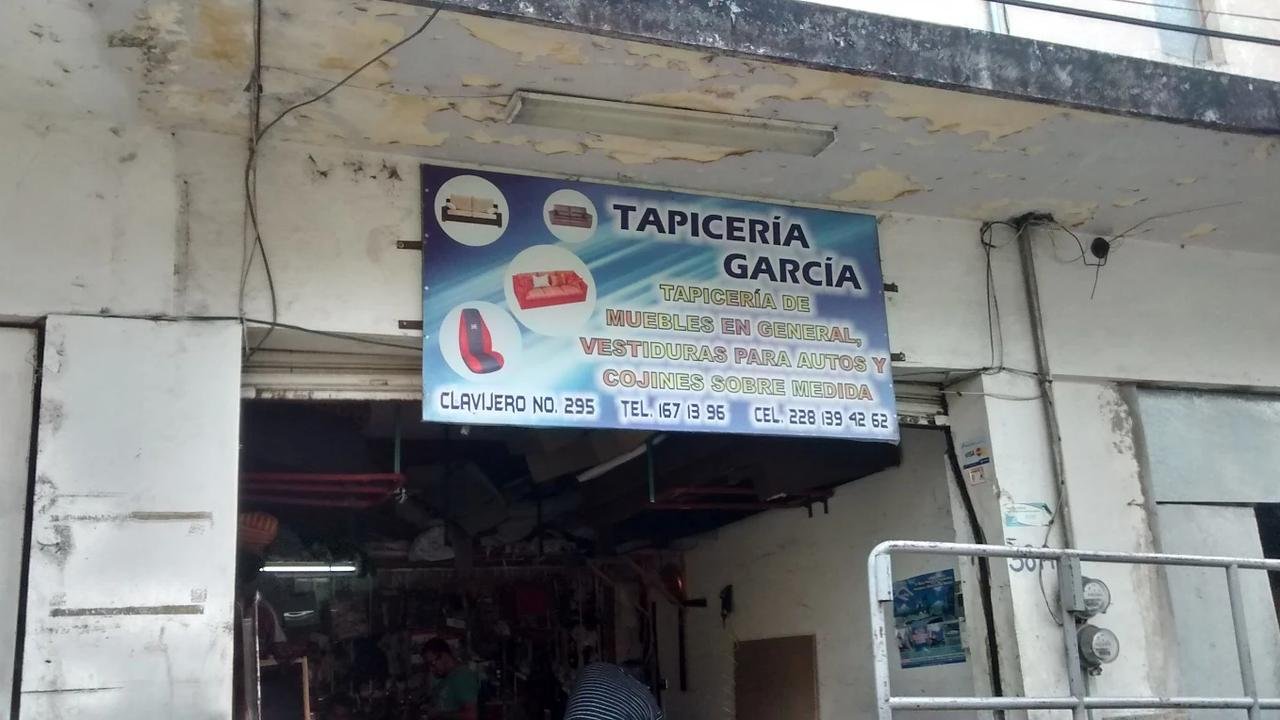 TAPICERÍA
GARCÍA
TAPICERÍA DE
MUEBLES EN GENERAL,
VESTIDURAS PARA AUTOS Y
COJINES SOBRE MEDIDA
CLAVIJERO NO. 295 TEL. 167 13 96 CEL. 228 139 42 62
VISA